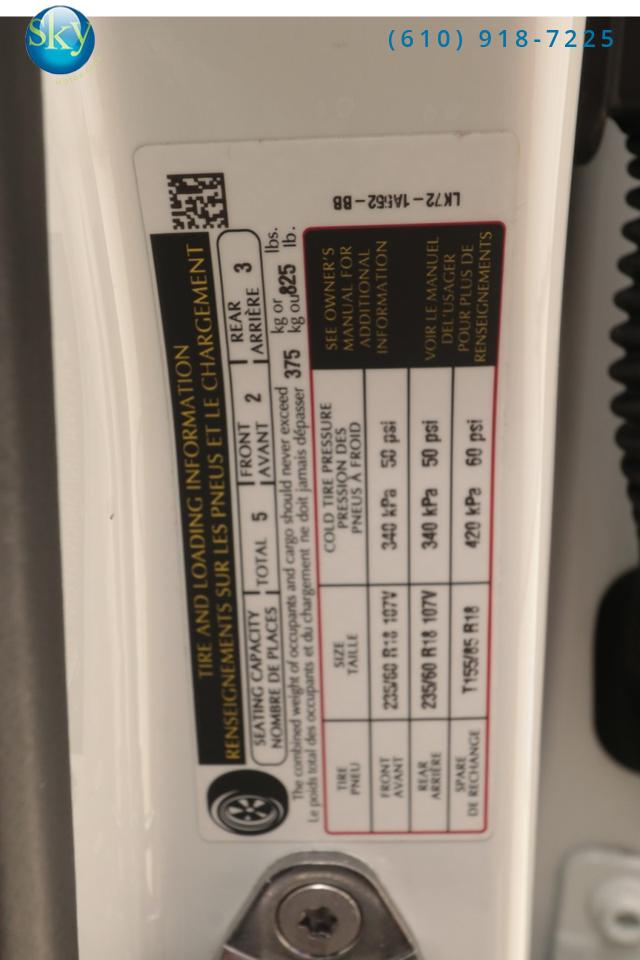 sky
(610) 918-7225
LK72-1A552-BB
TIRE AND LOADING INFORMATION
RENSEIGNEMENTS SUR LES PNEUS ET LE CHARGEMENT
SEATING CAPACITY TOTAL 5 FRONT 2 REAR 3
NOMBRE DE PLACES AVANT ARRIÈRE
The combined weight of occupants and cargo should never exceed 375 kg or 825 lbs.
Le poids total des occupants et du chargement ne doit jamais dépasser kg ou lb.
TIRE
PNEU
SIZE
TAILLE
COLD TIRE PRESSURE
PRESSION DES
PNEUS À FROID
SEE OWNER'S
MANUAL FOR
ADDITIONAL
INFORMATION
FRONT
AVANT
235/60 R18 107V 340 kPa 50 psi
REAR
ARRIÈRE
235/60 R18 107V 340 kPa 50 psi
VOIR LE MANUEL
DE L'USAGER
POUR PLUS DE
RENSEIGNEMENTS
SPARE
DE RECHANGE
T155/85 R18 420 kPa 60 psi